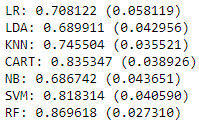 LR: 0.708122 (0.058119)
LDA: 0.689911 (0.042956)
KNN: 0.745504 (0.035521)
CART: 0.835347 (0.038926)
NB: 0.686742 (0.043651)
SVM: 0.818314 (0.040590)
RF: 0.869618 (0.027310)